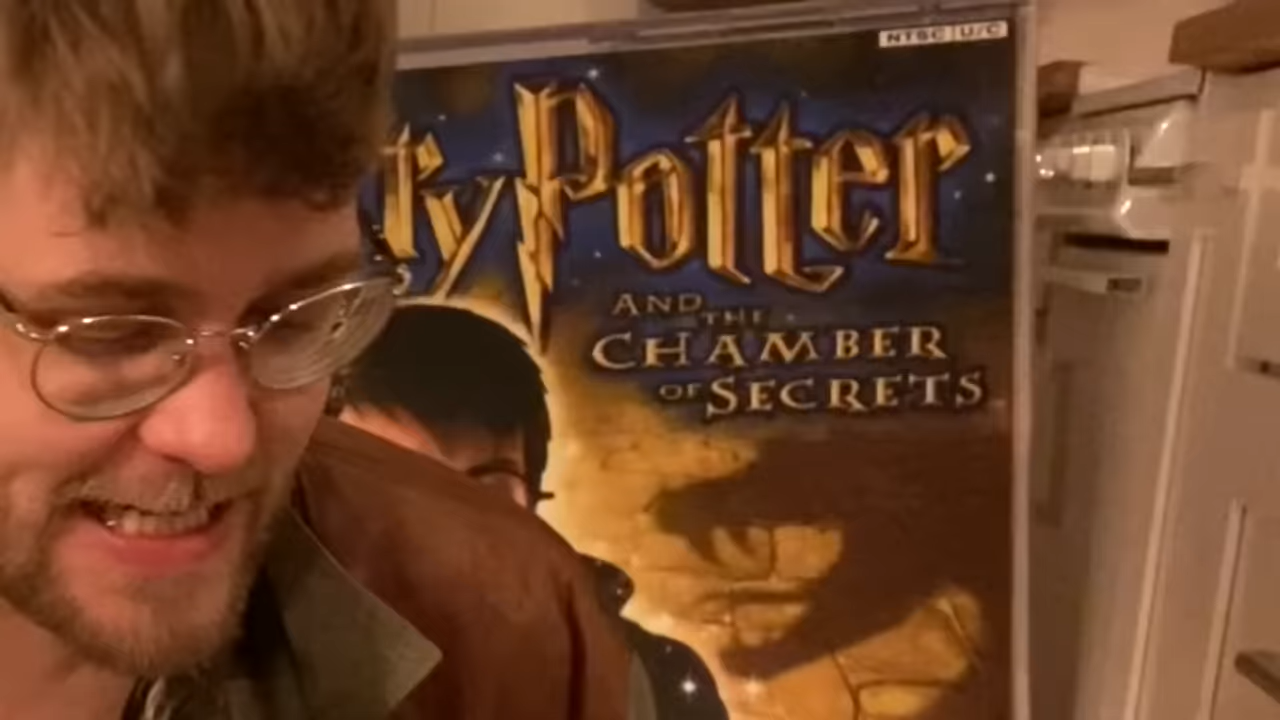 NTSC U/C
ry Potter
AND THE
CHAMBER
OF SECRETS